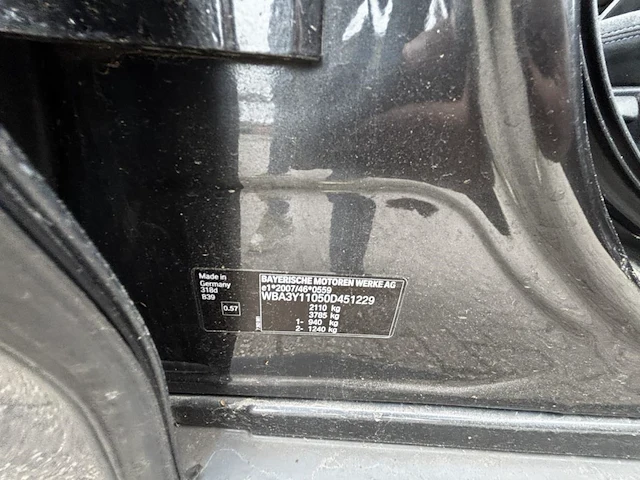 Made in
Germany
318d
B39
0.57
BAYERISCHE MOTOREN WERKE AG
e1*2007/46*0559
WBA3Y11050D451229
2110 kg
3785 kg
1- 940 kg
2- 1240 kg